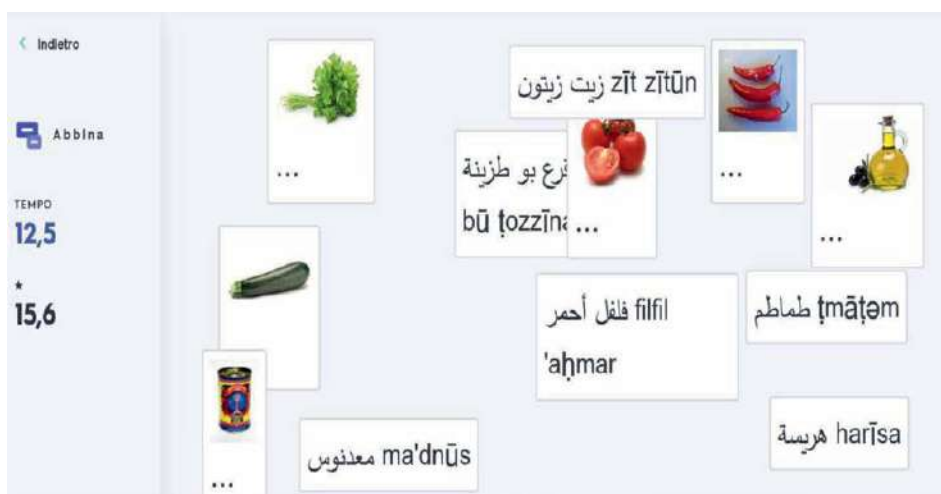 Indietro
Abbina
TEMPO
12,5
15,6
...
زيت زيتون zīt zītūn
قرع بو طزينة
bū ṭozzīna
...
...
...
فلفل أحمر filfil
'aḥmar
طماطم ṭmāṭəm
هريسة harīsa
معدنوس ma'dnūs
...